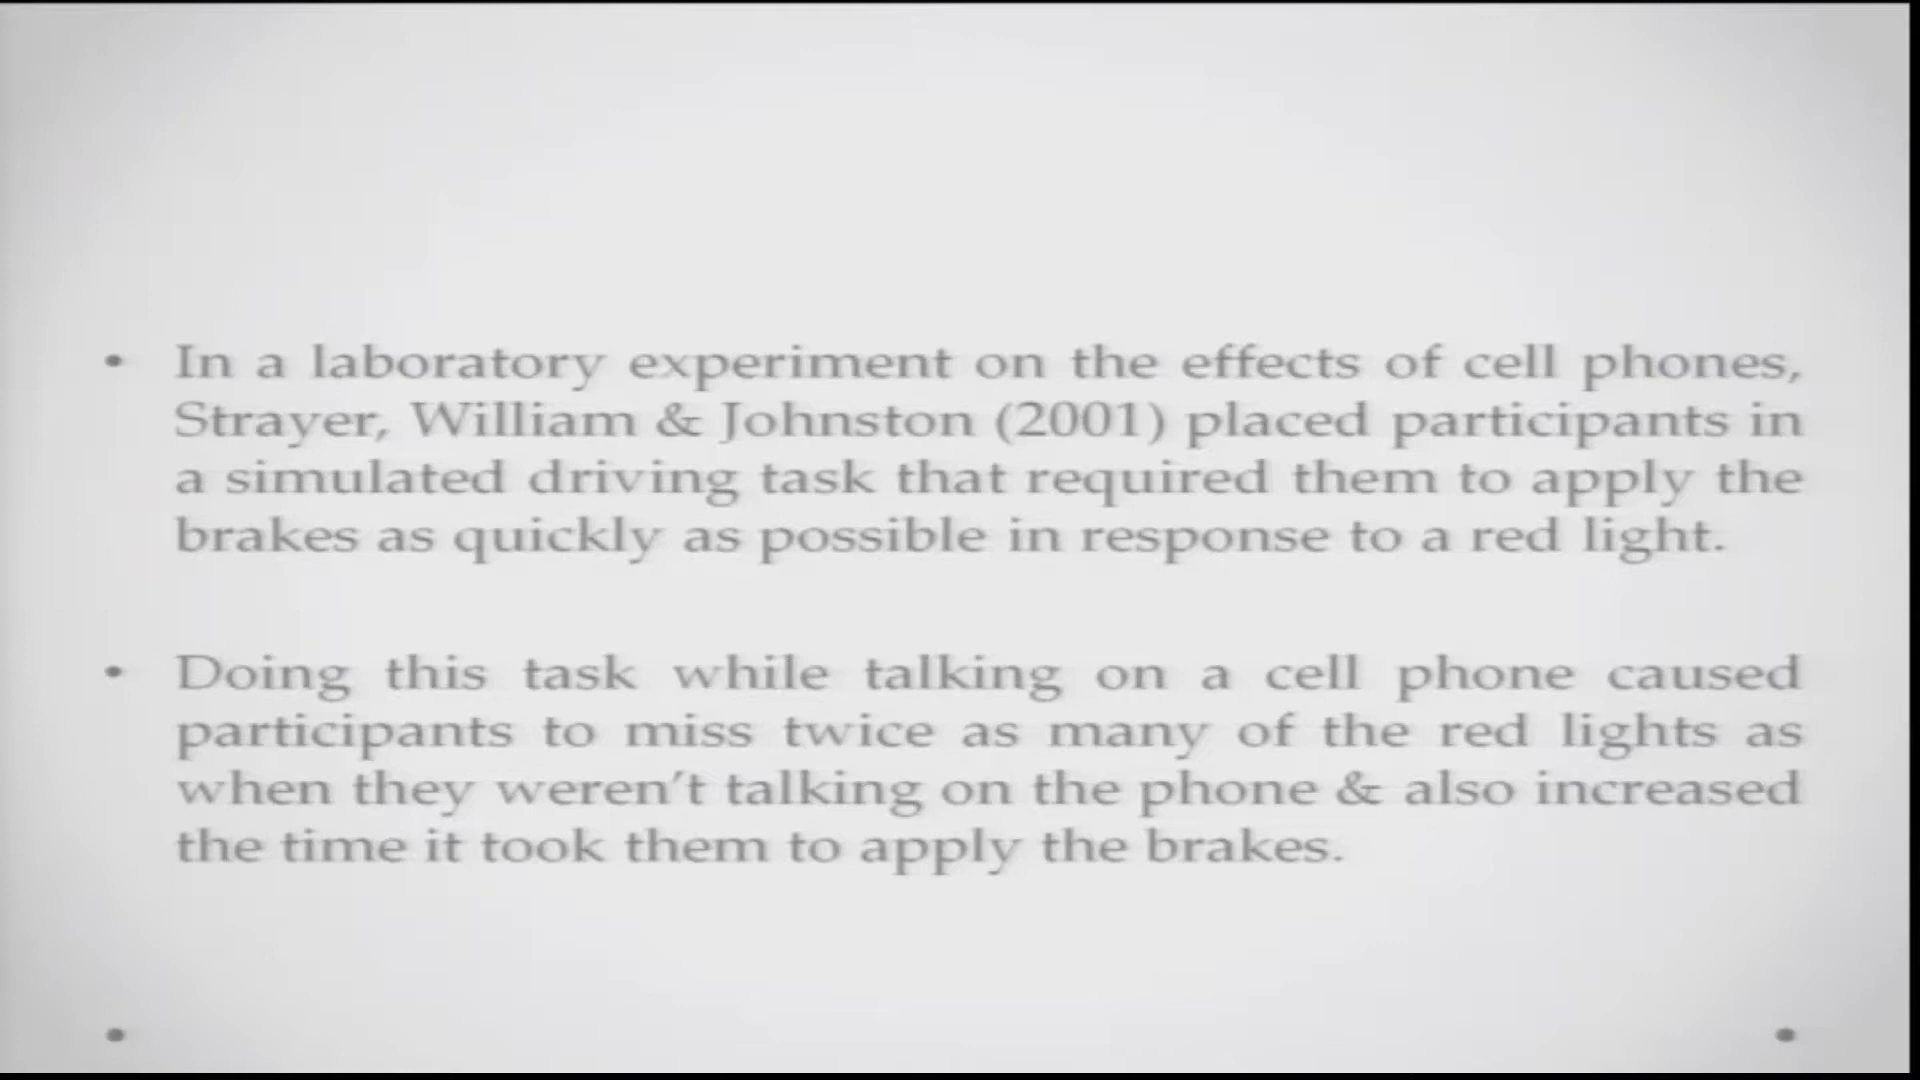 • In a laboratory experiment on the effects of cell phones,
Strayer, William & Johnston (2001) placed participants in
a simulated driving task that required them to apply the
brakes as quickly as possible in response to a red light.
• Doing this task while talking on a cell phone caused
participants to miss twice as many of the red lights as
when they weren’t talking on the phone & also increased
the time it took them to apply the brakes.